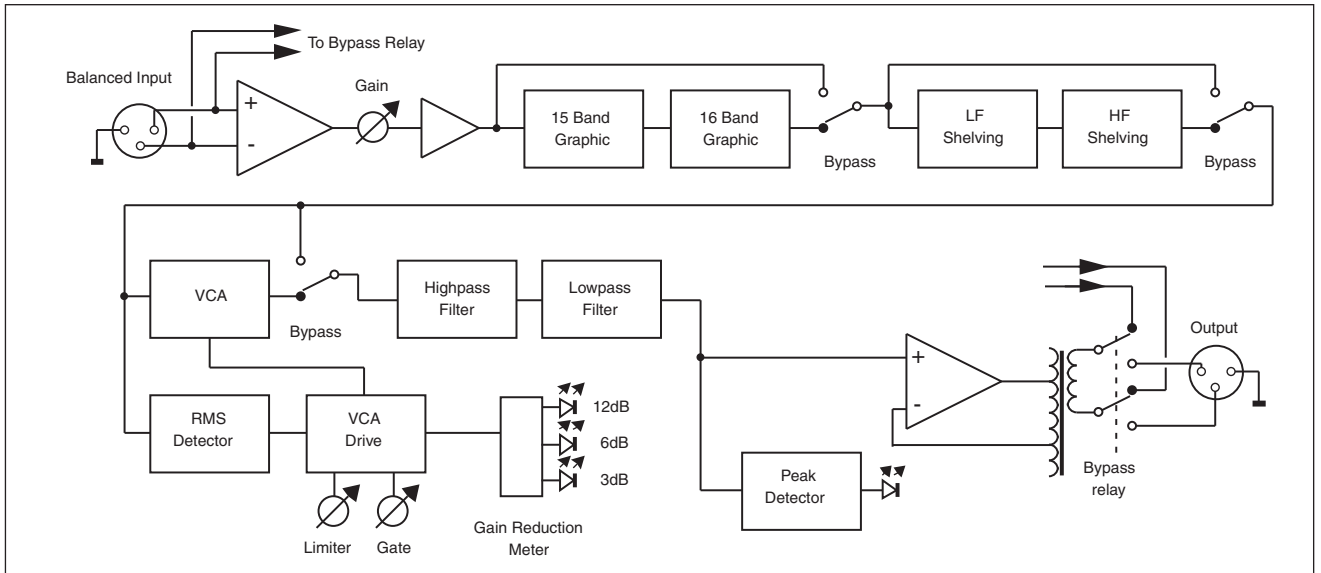 To Bypass Relay
Balanced Input
Gain
+
-
15 Band
Graphic
16 Band
Graphic
Bypass
LF
Shelving
HF
Shelving
Bypass
VCA
Bypass
Highpass
Filter
Lowpass
Filter
+
-
Output
RMS
Detector
VCA
Drive
12dB
6dB
3dB
Limiter
Gate
Gain Reduction
Meter
Peak
Detector
Bypass
relay